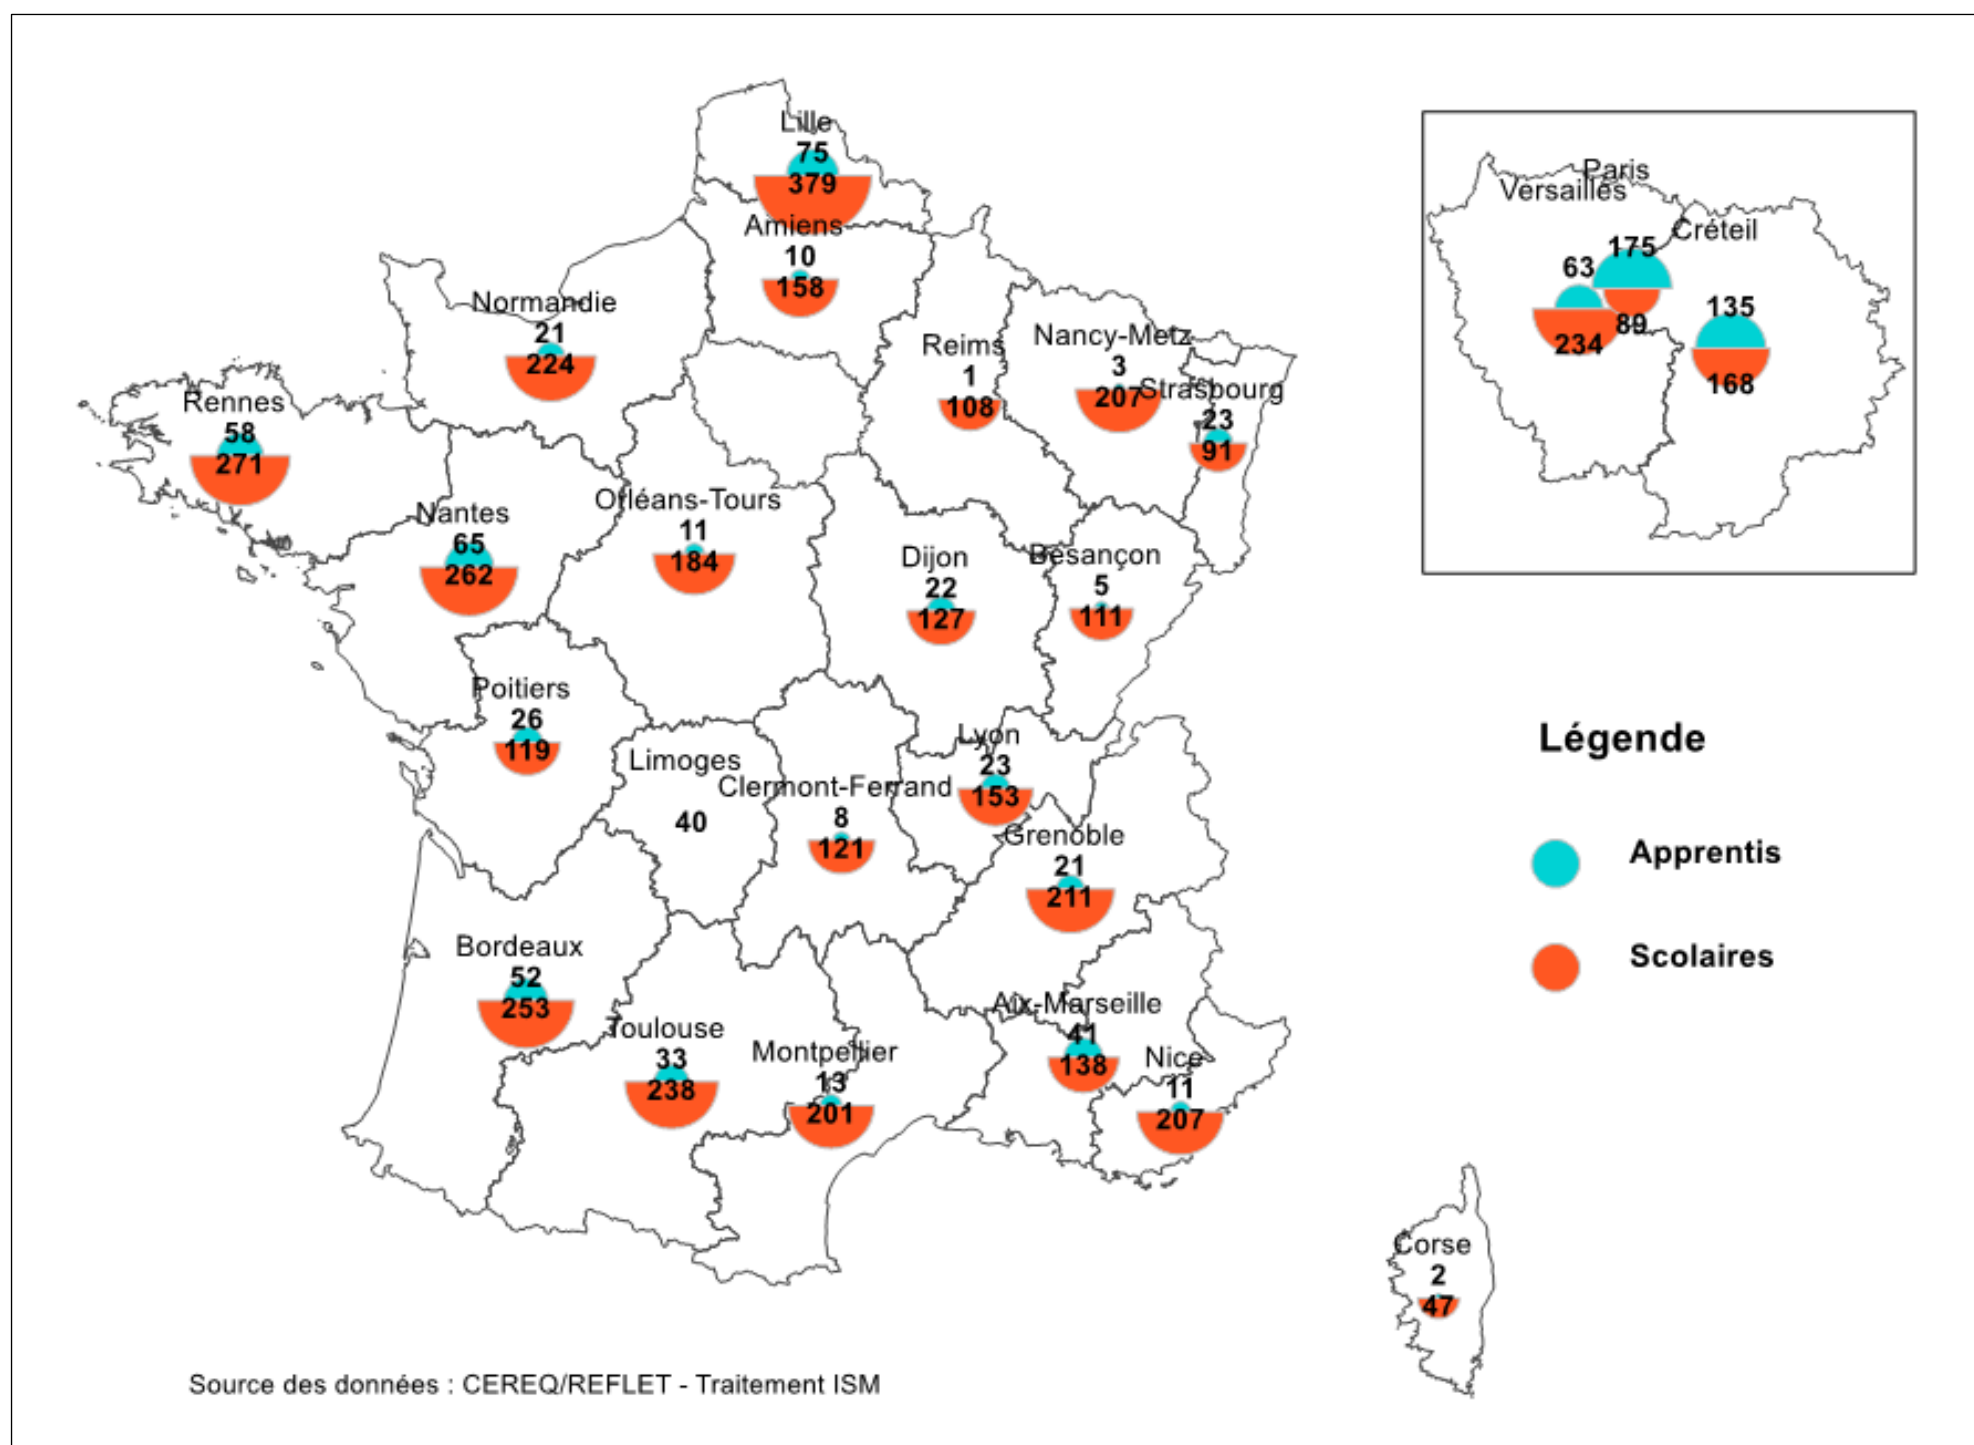 Lille
75
379
Amiens
10
158
Normandie
21
224
Reims
1
108
Nancy-Metz
3
207
Strasbourg
23
91
Rennes
58
271
Nantes
65
262
Orléans-Tours
11
184
Dijon
22
127
Besançon
5
111
Poitiers
26
119
Limoges
40
Clermont-Ferrand
8
121
Lyon
23
153
Grenoble
21
211
Bordeaux
52
253
Toulouse
33
238
Montpellier
13
201
Aix-Marseille
41
138
Nice
11
207
Corse
2
47
Paris
175
89
Versailles
63
234
Créteil
135
168
Légende
Apprentis
Scolaires
Source des données : CEREQ/REFLET - Traitement ISM